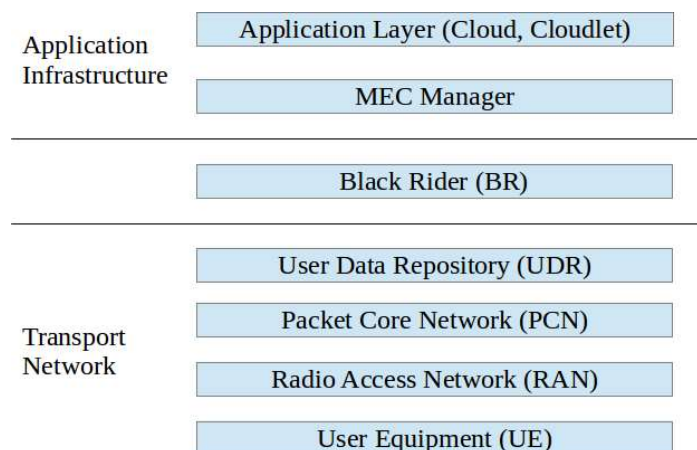 Application
Infrastructure
Application Layer (Cloud, Cloudlet)
MEC Manager
Black Rider (BR)
Transport
Network
User Data Repository (UDR)
Packet Core Network (PCN)
Radio Access Network (RAN)
User Equipment (UE)